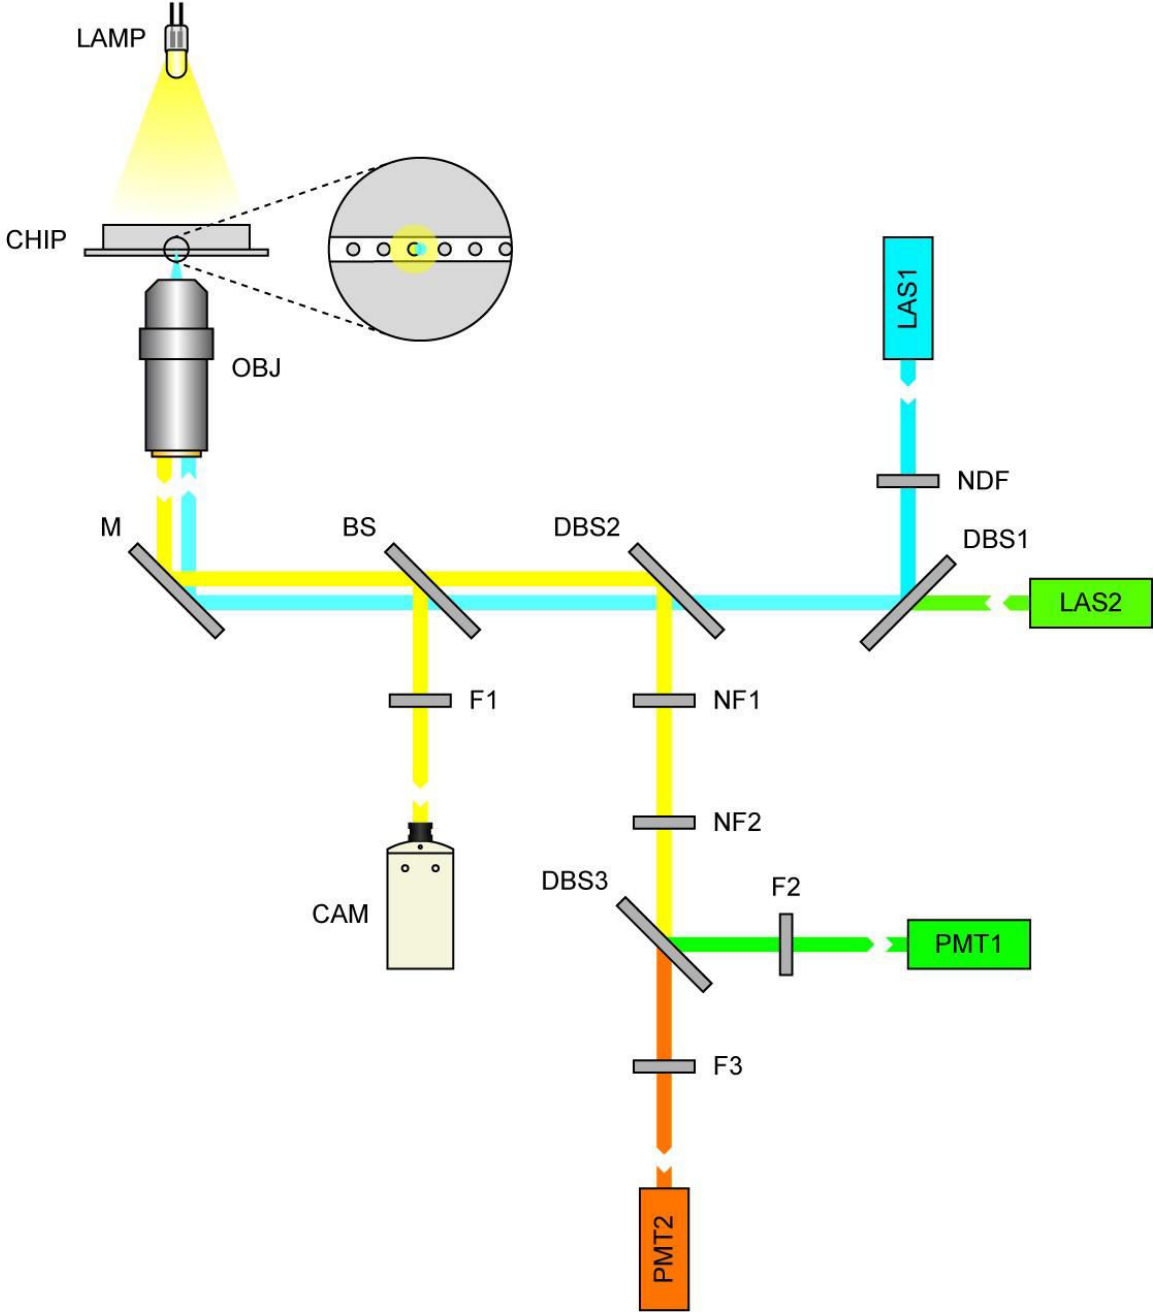 LAMP
CHIP
OBJ
LAS1
NDF
M
BS
DBS2
DBS1
LAS2
F1
NF1
NF2
DBS3
F2
CAM
PMT1
F3
PMT2